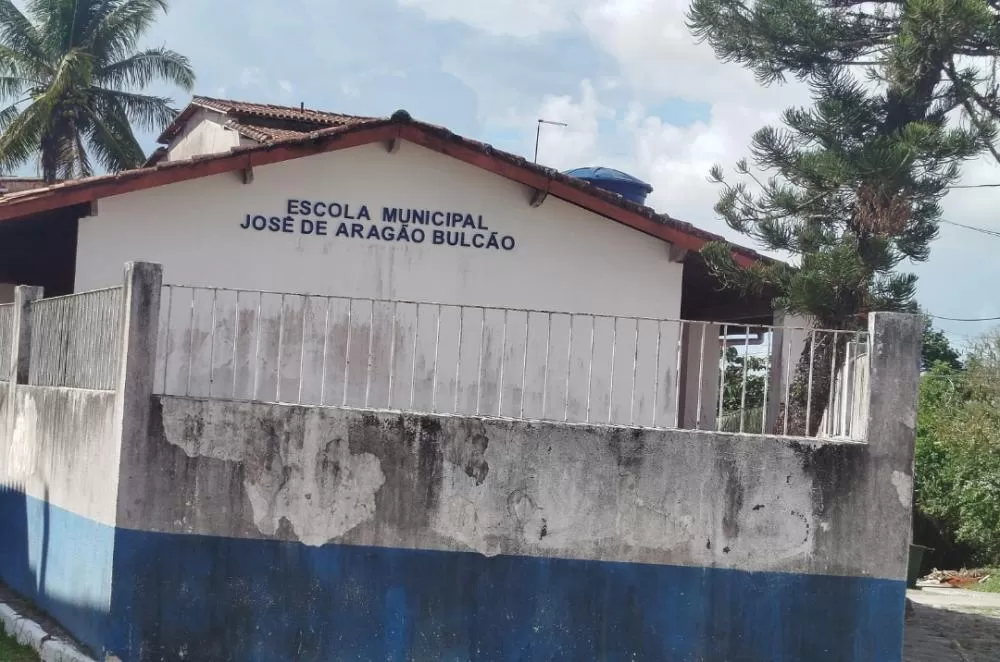 ESCOLA MUNICIPAL
JOSÉ DE ARAGÃO BULCÃO